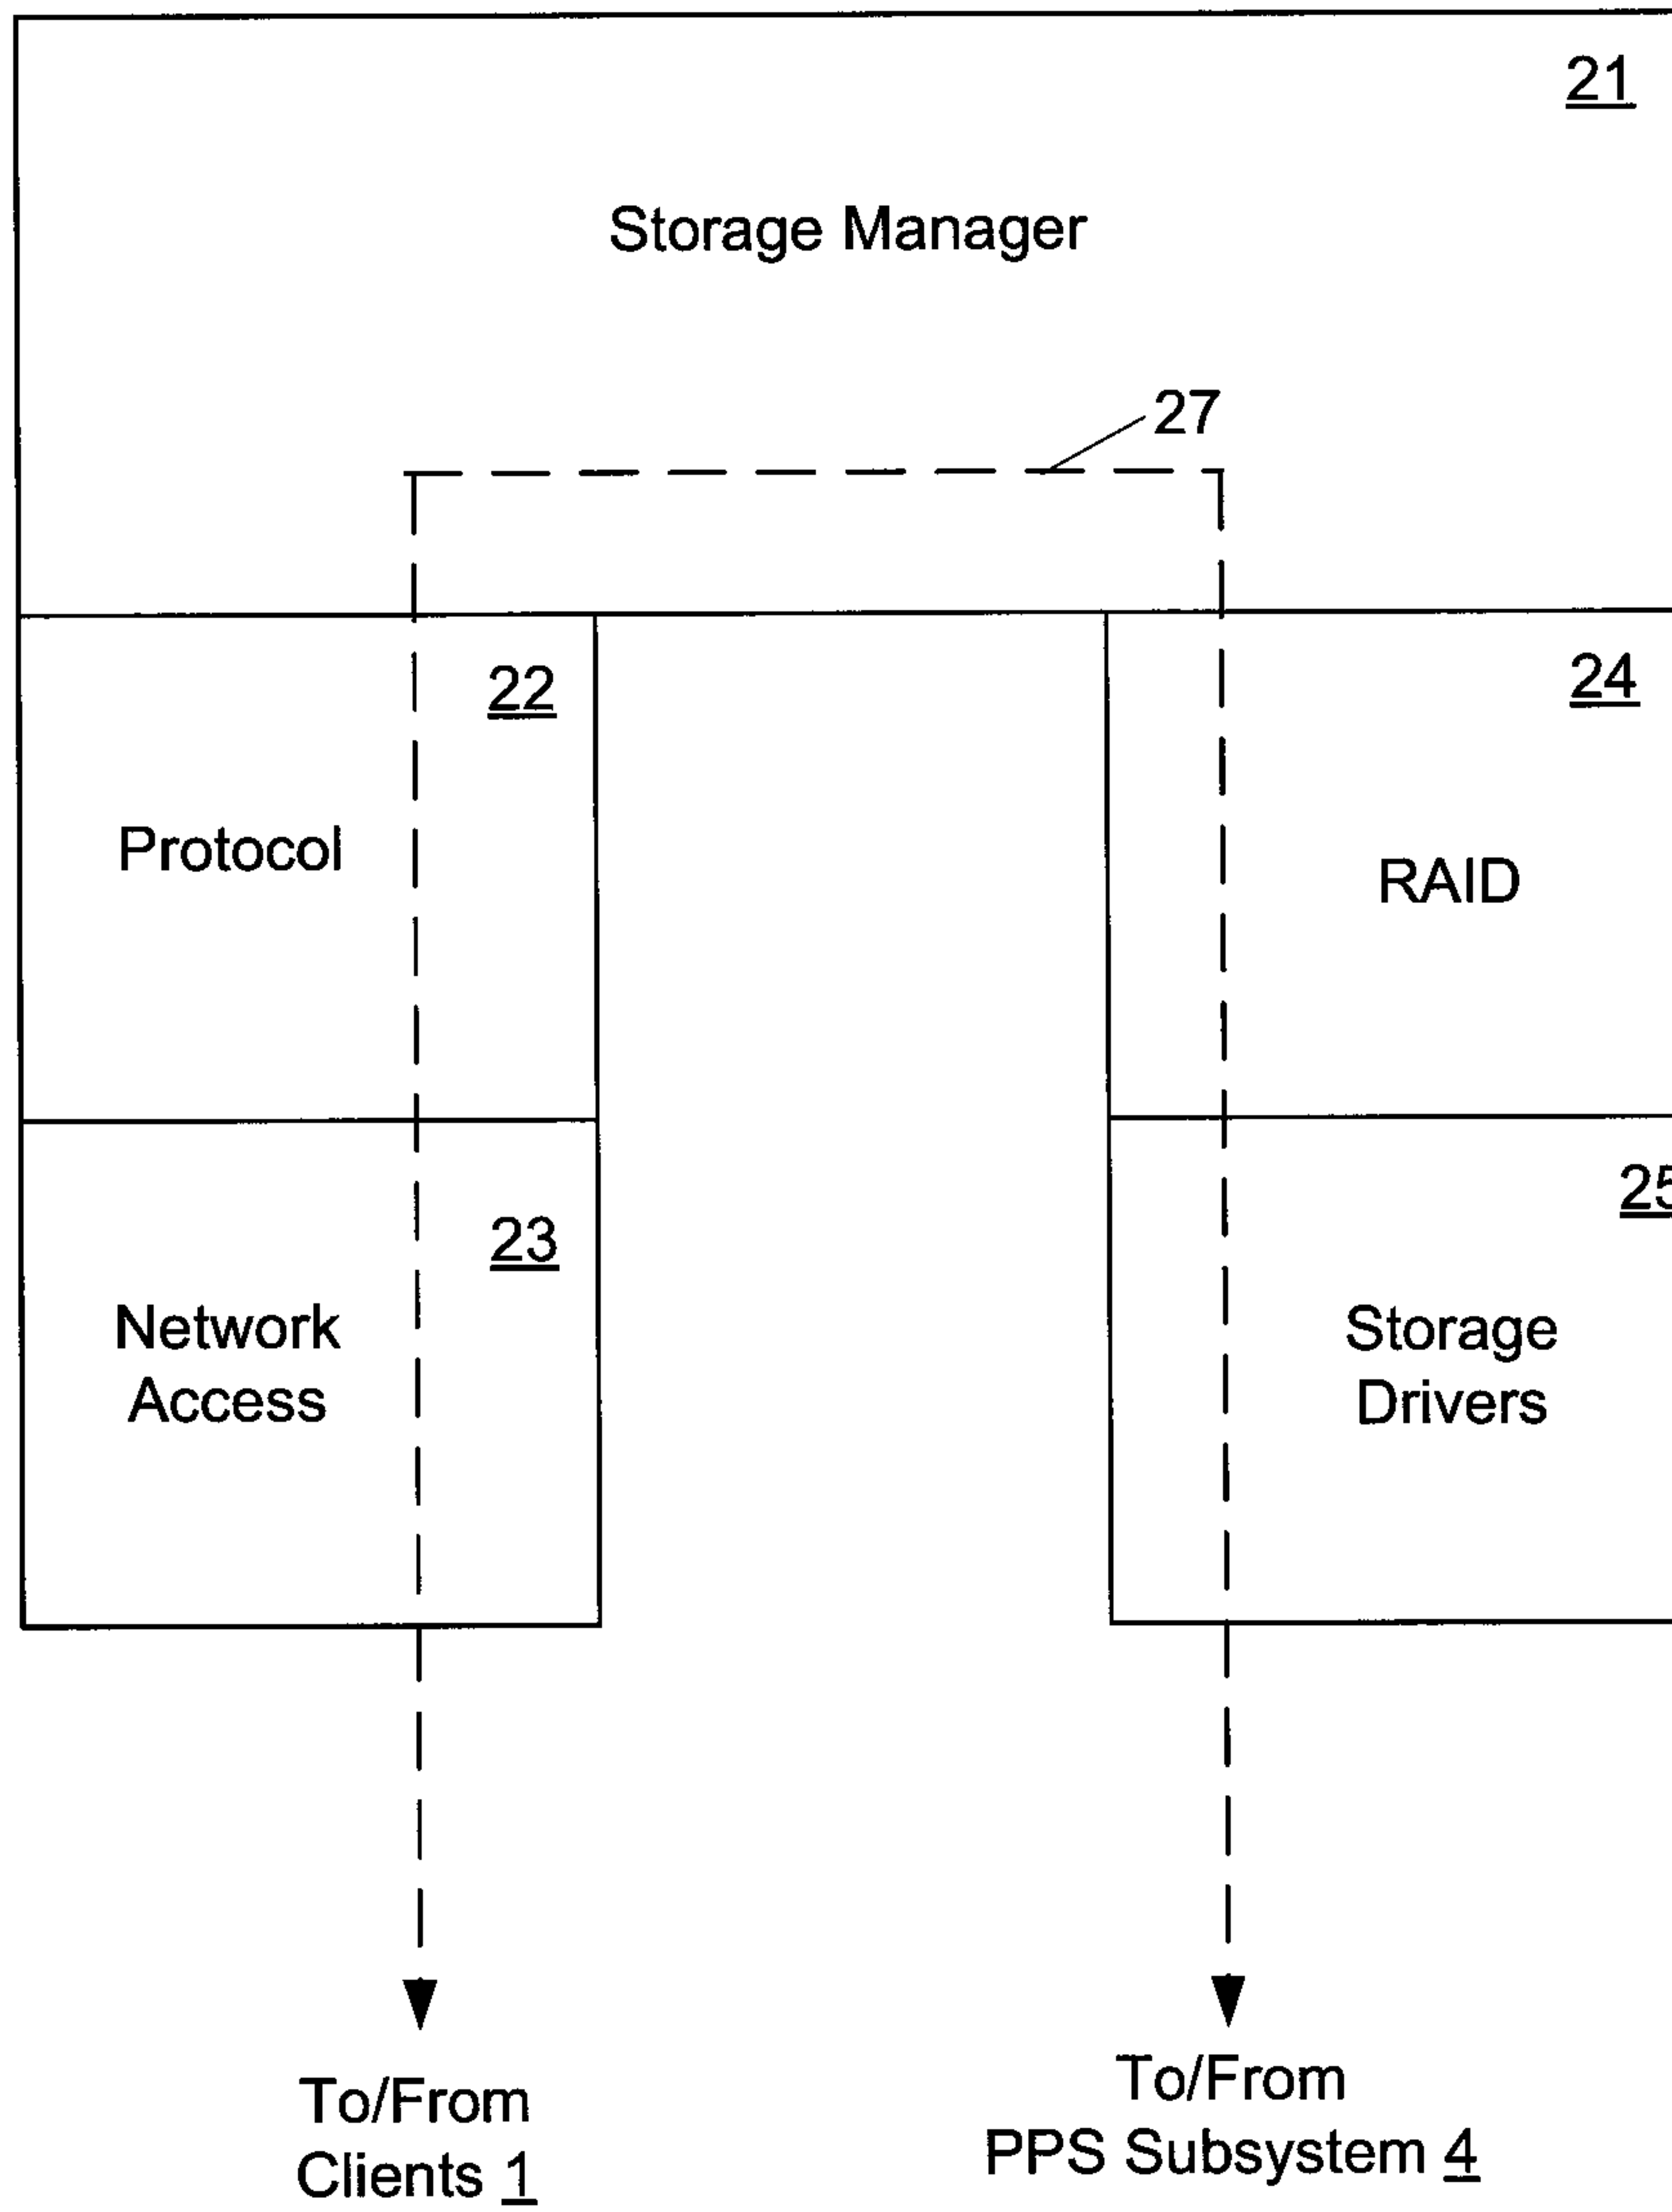 21
Storage Manager
27
22
24
Protocol
RAID
23
25
Network
Access
Storage
Drivers
To/From
Clients 1
To/From
PPS Subsystem 4